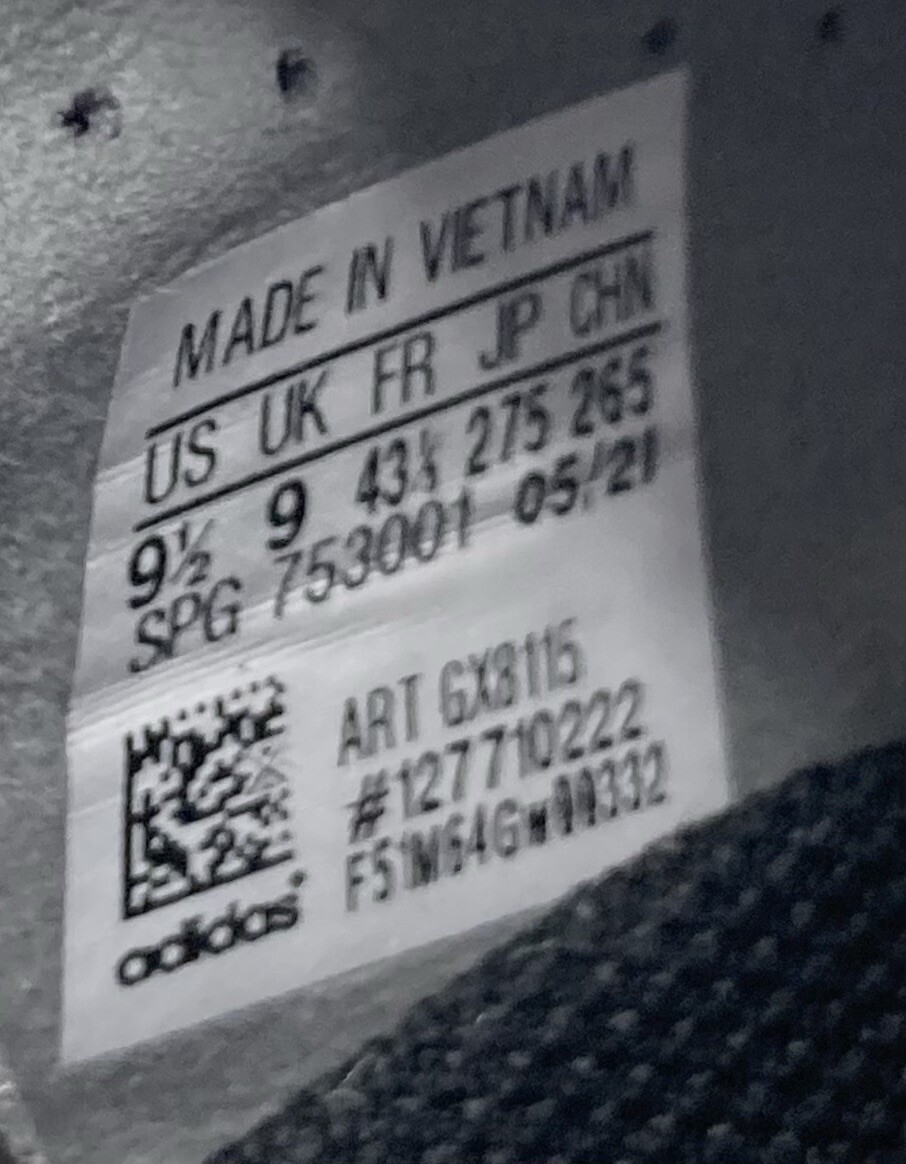 MADE IN VIETNAM
US UK FR JP CHN
9½ 9 43⅓ 275 265
SPG 753001 05/21
ART GX8115
#127710222
adidas